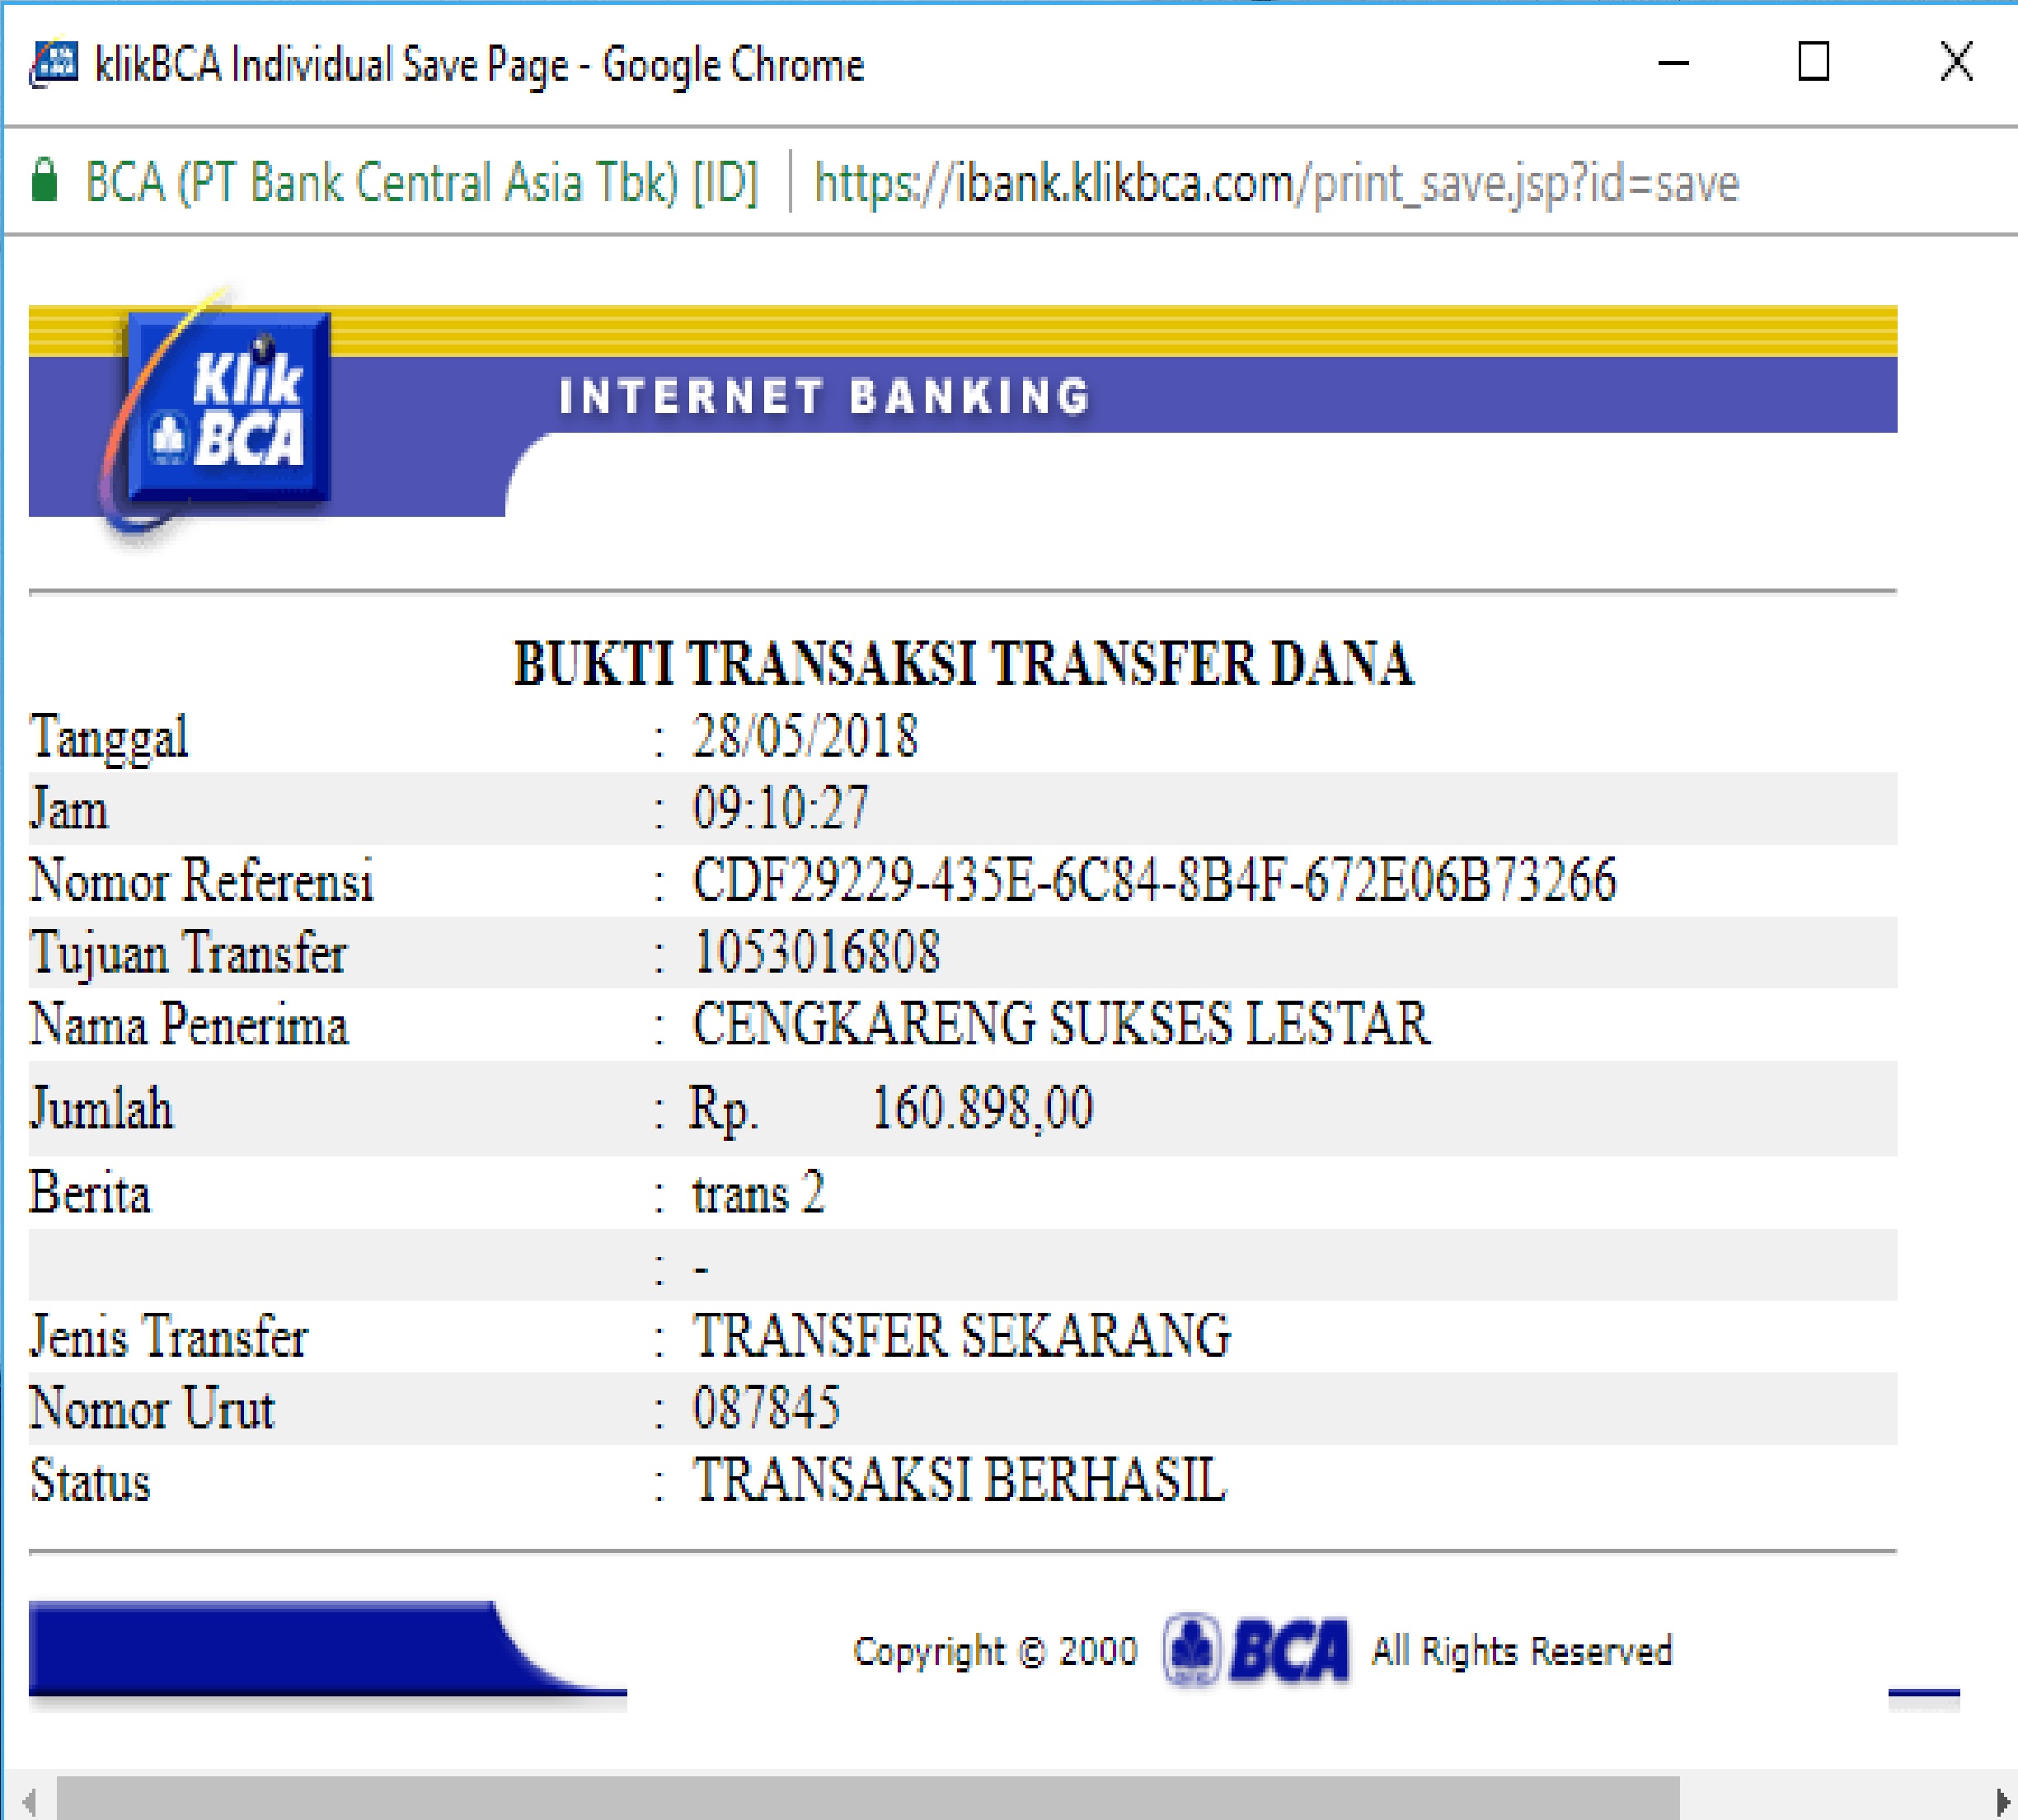 klikBCA Individual Save Page - Google Chrome
BCA (PT Bank Central Asia Tbk) [ID] https://ibank.klikbca.com/print_save.jsp?id=save
Klik
BCA
INTERNET BANKING
BUKTI TRANSAKSI TRANSFER DANA
Tanggal : 28/05/2018
Jam : 09:10:27
Nomor Referensi : CDF29229-435E-6C84-8B4F-672E06B73266
Tujuan Transfer : 1053016808
Nama Penerima : CENGKARENG SUKSES LESTAR
Jumlah : Rp. 160.898,00
Berita : trans 2
: -
Jenis Transfer : TRANSFER SEKARANG
Nomor Urut : 087845
Status : TRANSAKSI BERHASIL
Copyright © 2000 BCA All Rights Reserved